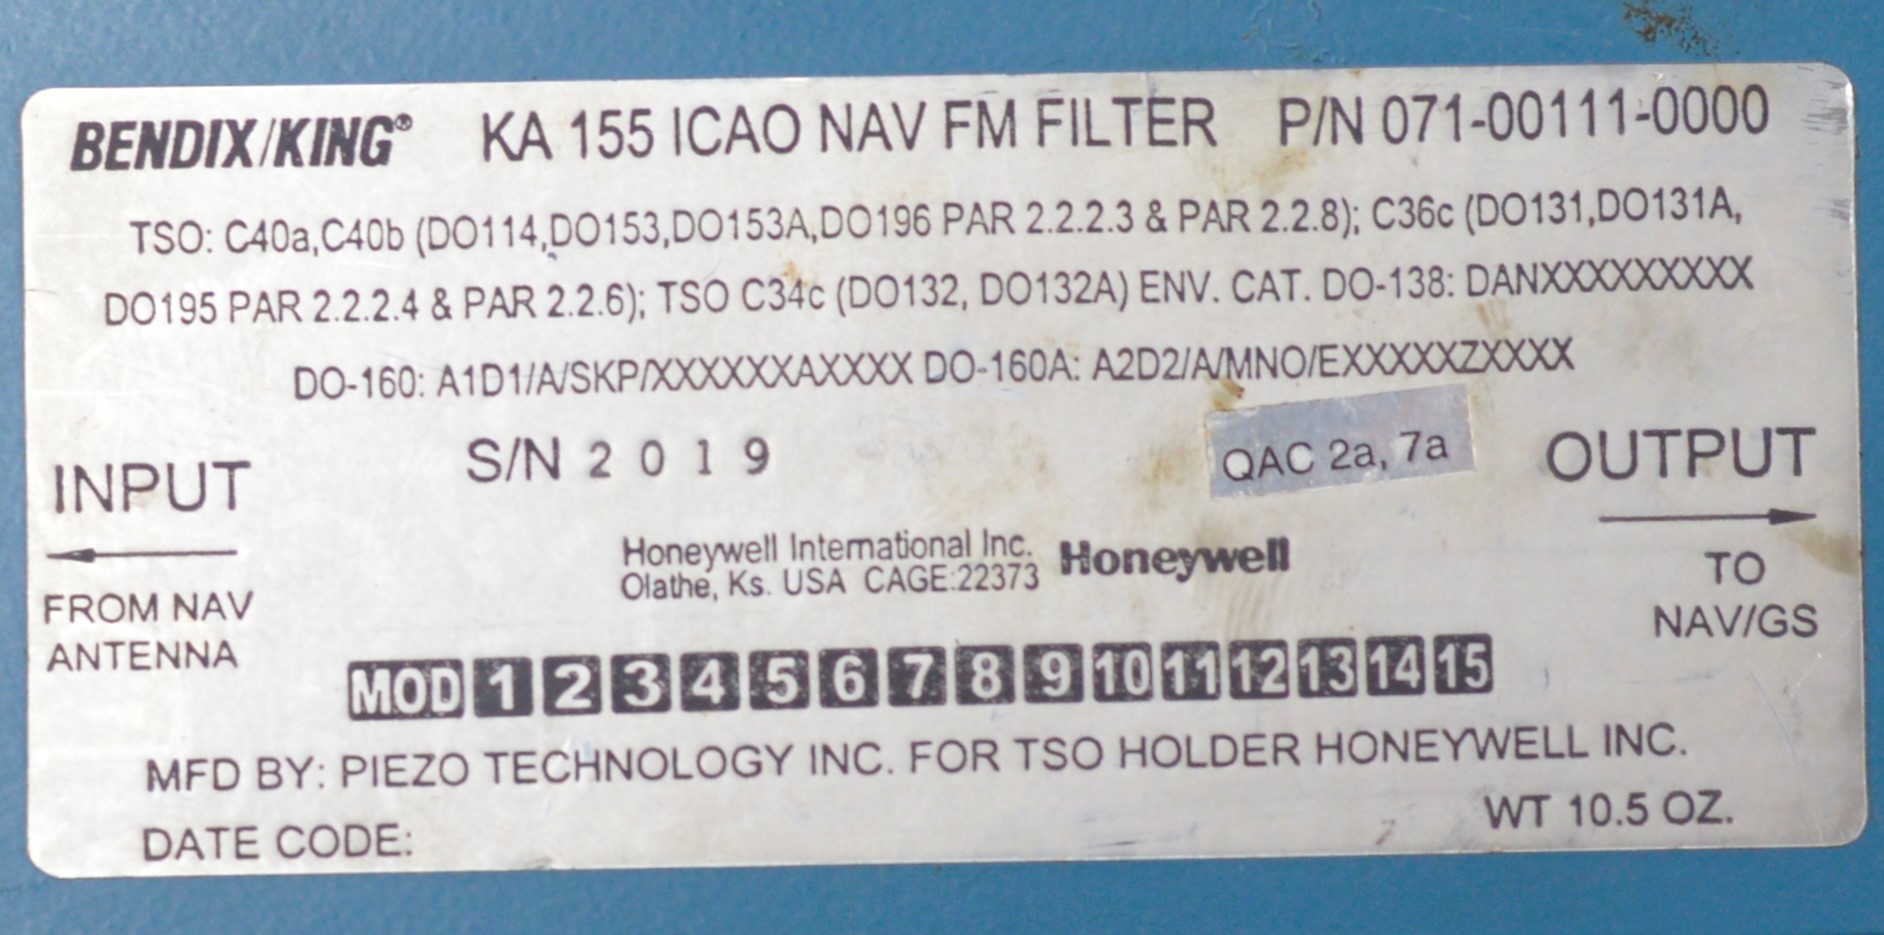 BENDIX/KING® KA 155 ICAO NAV FM FILTER P/N 071-00111-0000
TSO: C40a,C40b (DO114,DO153,DO153A,DO196 PAR 2.2.2.3 & PAR 2.2.8); C36c (DO131,DO131A,
DO195 PAR 2.2.2.4 & PAR 2.2.6); TSO C34c (DO132, DO132A) ENV. CAT. DO-138: DANXXXXXXXXX
DO-160: A1D1/A/SKP/XXXXXXAXXXX DO-160A: A2D2/A/MNO/EXXXXXZXXXX
S/N 2019
QAC 2a, 7a
INPUT
FROM NAV
ANTENNA
OUTPUT
TO
NAV/GS
Honeywell International Inc.
Olathe, Ks. USA CAGE:22373
Honeywell
MOD 1 2 3 4 5 6 7 8 9 10 11 12 13 14 15
MFD BY: PIEZO TECHNOLOGY INC. FOR TSO HOLDER HONEYWELL INC.
DATE CODE:
WT 10.5 OZ.